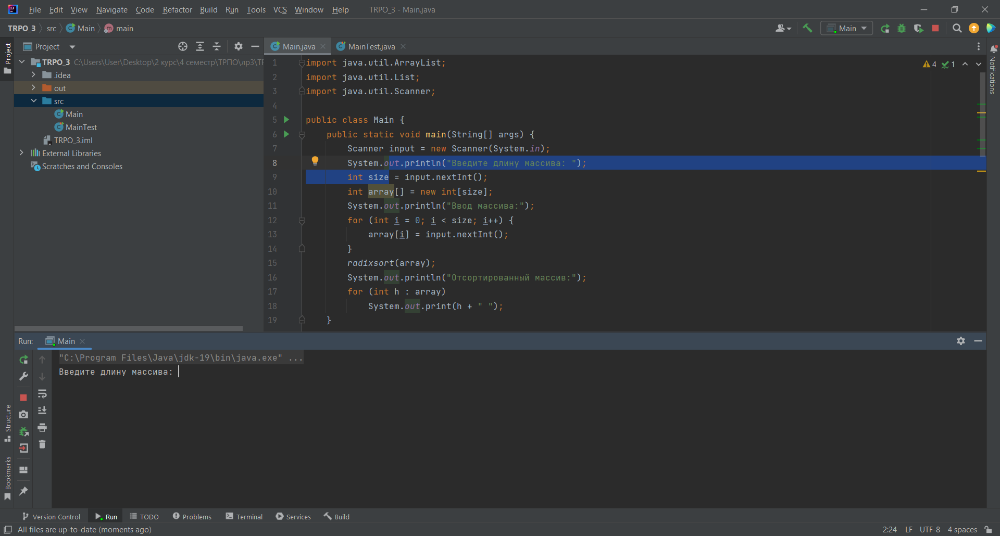 File Edit View Navigate Code Refactor Build Run Tools VCS Window Help TRPO_3 - Main.java
TRPO_3 src Main main
Main
Project
Project
TRPO_3 C:\Users\User\Desktop\2 курс\4 семестр\ТРПО\лр3\TF
.idea
out
src
Main
MainTest
TRPO_3.iml
External Libraries
Scratches and Consoles
Main.java MainTest.java
4 1
Notifications
1 import java.util.ArrayList;
2 import java.util.List;
3 import java.util.Scanner;
4
5 public class Main {
6 public static void main(String[] args) {
7 Scanner input = new Scanner(System.in);
8 System.out.println("Введите длину массива: ");
9 int size = input.nextInt();
10 int array[] = new int[size];
11 System.out.println("Ввод массива:");
12 for (int i = 0; i < size; i++) {
13 array[i] = input.nextInt();
14 }
15 radixsort(array);
16 System.out.println("Отсортированный массив:");
17 for (int h : array)
18 System.out.print(h + " ");
19 }
Run: Main
"C:\Program Files\Java\jdk-19\bin\java.exe" ...
Введите длину массива:
Structure
Bookmarks
Version Control Run TODO Problems Terminal Services Build
All files are up-to-date (moments ago) 2:24 LF UTF-8 4 spaces